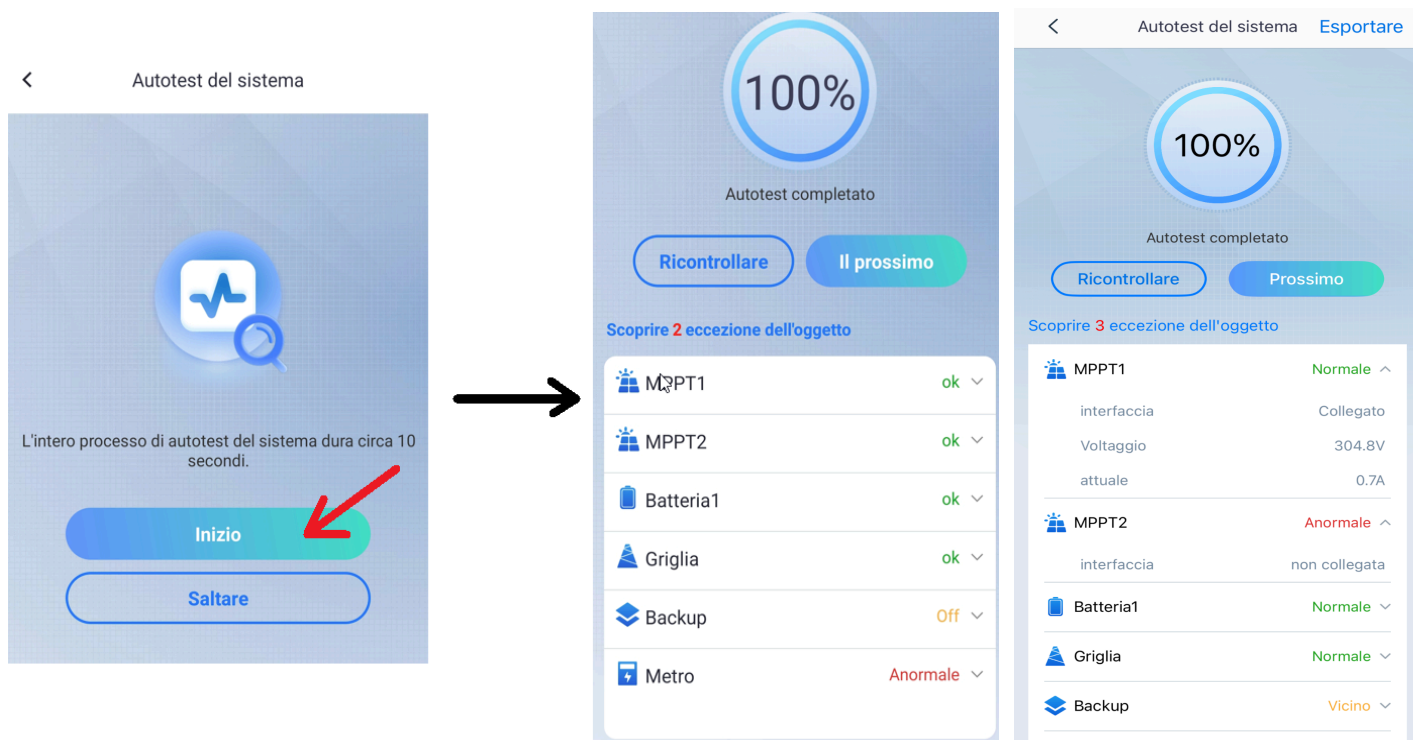 Autotest del sistema
L'intero processo di autotest del sistema dura circa 10
secondi.
Inizio
Saltare
100%
Autotest completato
Ricontrollare
Il prossimo
Scoprire 2 eccezione dell'oggetto
MPPT1 ok
MPPT2 ok
Batteria1 ok
Griglia ok
Backup Off
Metro Anormale
Autotest del sistema Esportare
100%
Autotest completato
Ricontrollare
Prossimo
Scoprire 3 eccezione dell'oggetto
MPPT1 Normale
interfaccia Collegato
Voltaggio 304.8V
attuale 0.7A
MPPT2 Anormale
interfaccia non collegata
Batteria1 Normale
Griglia Normale
Backup Vicino